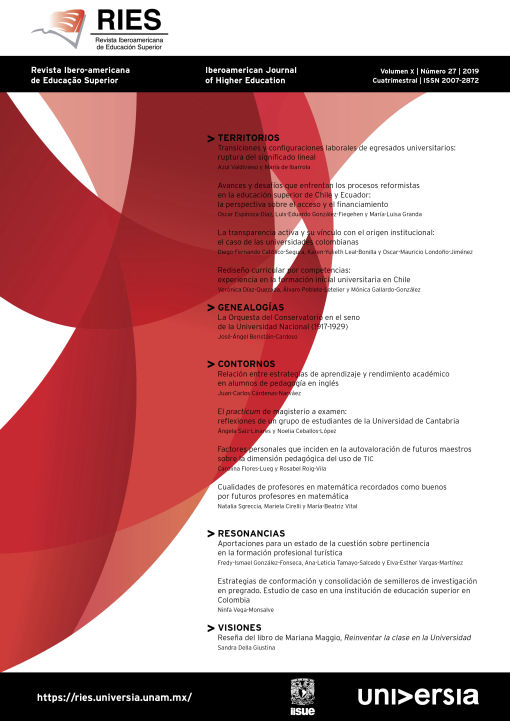 RIES
Revista Iberoamericana
de Educación Superior
Revista Ibero-americana
de Educação Superior
Iberoamerican Journal
of Higher Education
Volumen X | Número 27 | 2019
Cuatrimestral | ISSN 2007-2872
> TERRITORIOS
Transiciones y configuraciones laborales de egresados universitarios:
ruptura del significado lineal
Azul Valdivieso y María de Ibarrola
Avances y desafíos que enfrentan los procesos reformistas
en la educación superior de Chile y Ecuador:
la perspectiva sobre el acceso y el financiamiento
Oscar Espinoza Díaz, Luis-Eduardo González-Fiegehen y María-Luisa Granda
La transparencia activa y su vínculo con el origen institucional:
el caso de las universidades colombianas
Diego Fernando Católico-Segura, Karen-Yulieth Leal-Bonilla y Oscar-Mauricio Londoño-Jiménez
Rediseño curricular por competencias:
experiencia en la formación inicial universitaria en Chile
Verónica Díaz-Quezada, Álvaro Poblete-Letelier y Mónica Gallardo-González
> GENEALOGÍAS
La Orquesta del Conservatorio en el seno
de la Universidad Nacional (1917-1929)
José-Ángel Beristáin-Cardoso
> CONTORNOS
Relación entre estrategias de aprendizaje y rendimiento académico
en alumnos de pedagogía en inglés
Juan-Carlos Cárdenas-Narváez
El practicum de magisterio a examen:
reflexiones de un grupo de estudiantes de la Universidad de Cantabria
Ángela Saiz-Linares y Noelia Ceballos-López
Factores personales que inciden en la autovaloración de futuros maestros
sobre la dimensión pedagógica del uso de TIC
Carolina Flores-Lueg y Rosabel Roig-Vila
Cualidades de profesores en matemática recordados como buenos
por futuros profesores en matemática
Natalia Sgreccia, Mariela Cirelli y María-Beatriz Vital
> RESONANCIAS
Aportaciones para un estado de la cuestión sobre pertinencia
en la formación profesional turística
Fredy-Ismael González-Fonseca, Ana-Leticia Tamayo-Salcedo y Elva-Esther Vargas-Martínez
Estrategias de conformación y consolidación de semilleros de investigación
en pregrado. Estudio de caso en una institución de educación superior en
Colombia
Ninfa Vega-Monsalve
> VISIONES
Reseña del libro de Mariana Maggio, Reinventar la clase en la Universidad
Sandra Della Giustina
https://ries.universia.unam.mx/
iisue
universia